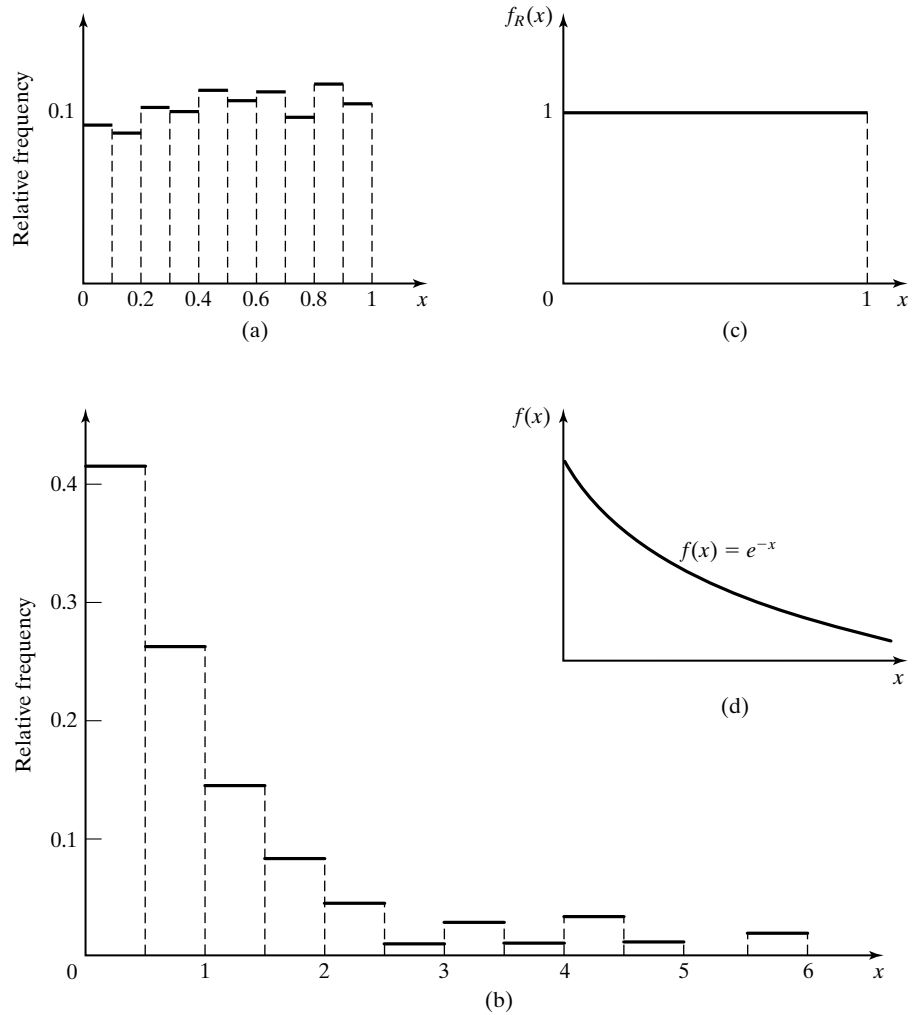 Relative frequency
0.1
0 0.2 0.4 0.6 0.8 1 x
(a)
f_R(x)
1
0 1 x
(c)
Relative frequency
0.4
0.3
0.2
0.1
0 1 2 3 4 5 6 x
(b)
f(x)
f(x) = e⁻ˣ
x
(d)